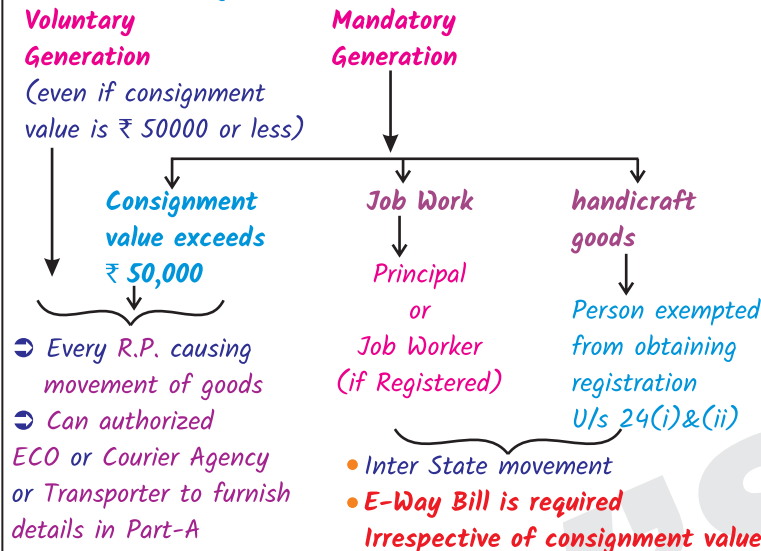 Voluntary
Generation
(even if consignment
value is ₹ 50000 or less)
Mandatory
Generation
Consignment
value exceeds
₹ 50,000
Job Work
handicraft
goods
Principal
or
Job Worker
(if Registered)
Person exempted
from obtaining
registration
U/s 24(i)&(ii)
➲ Every R.P. causing
movement of goods
➲ Can authorized
ECO or Courier Agency
or Transporter to furnish
details in Part-A
• Inter State movement
• E-Way Bill is required
Irrespective of consignment value